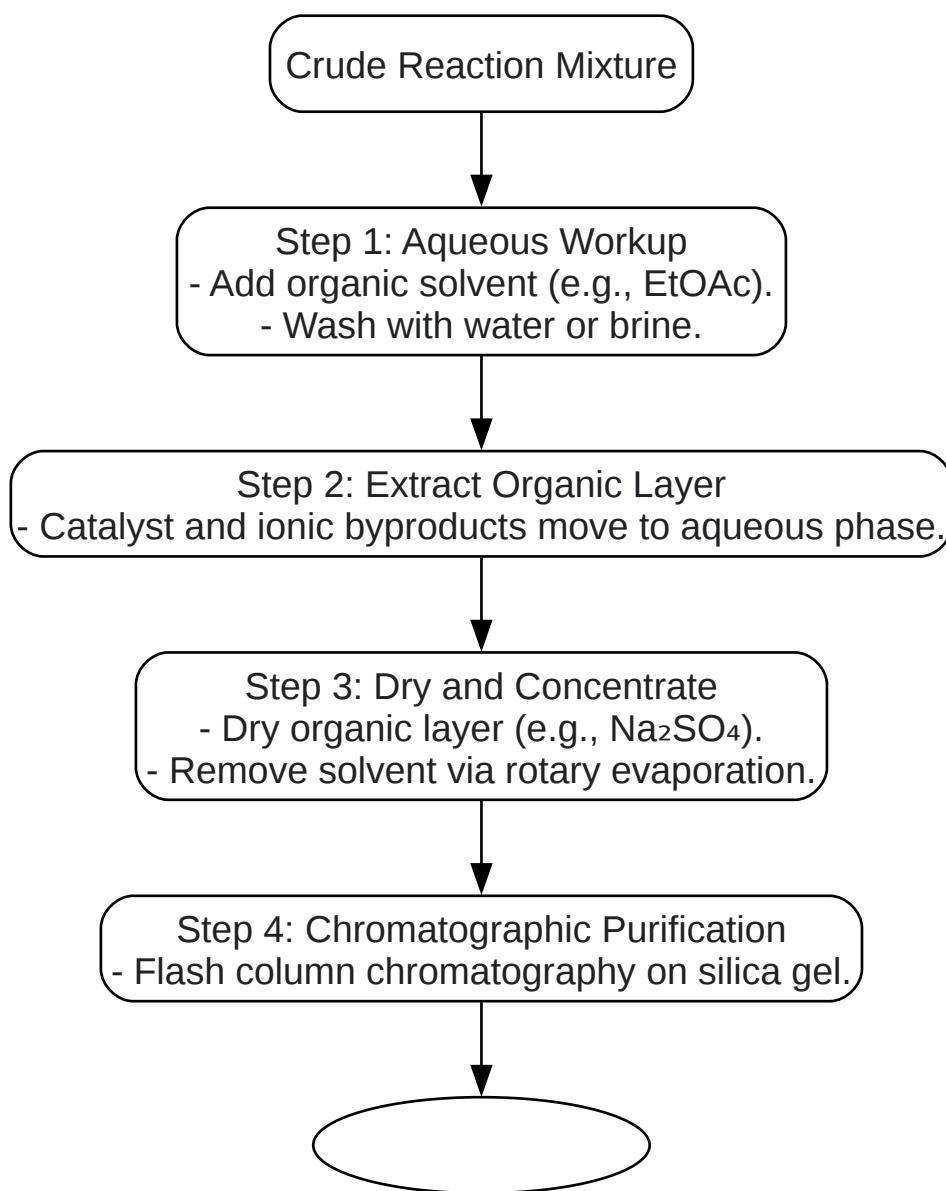 Crude Reaction Mixture
Step 1: Aqueous Workup
- Add organic solvent (e.g., EtOAc).
- Wash with water or brine.
Step 2: Extract Organic Layer
- Catalyst and ionic byproducts move to aqueous phase.
Step 3: Dry and Concentrate
- Dry organic layer (e.g., Na₂SO₄).
- Remove solvent via rotary evaporation.
Step 4: Chromatographic Purification
- Flash column chromatography on silica gel.